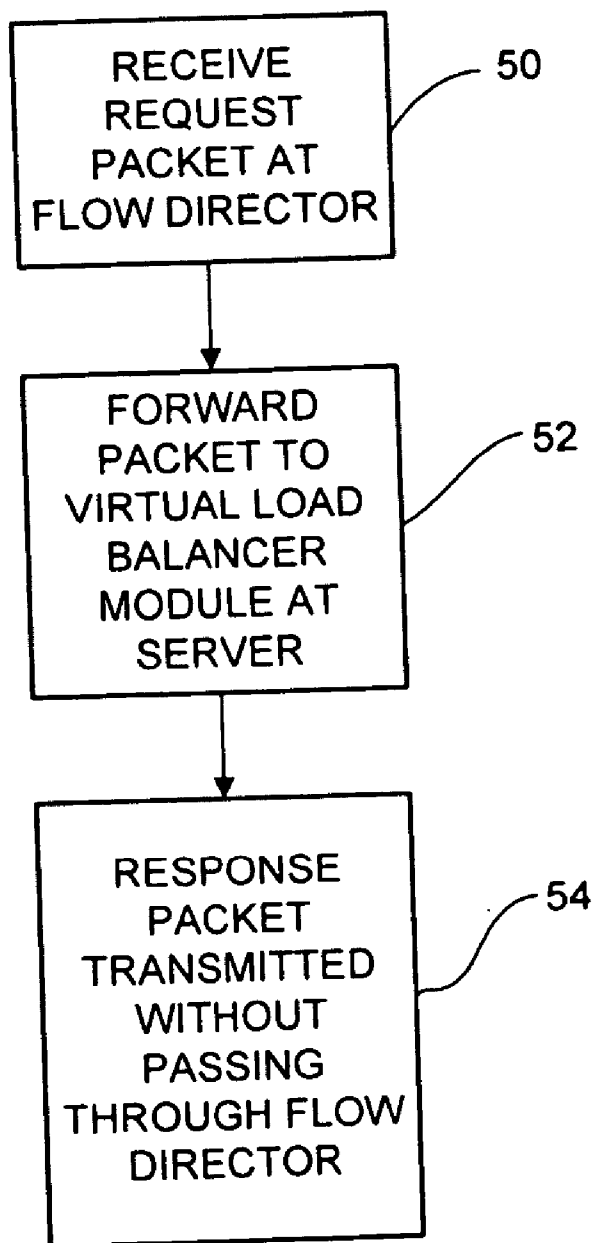 RECEIVE
REQUEST
PACKET AT
FLOW DIRECTOR
50
FORWARD
PACKET TO
VIRTUAL LOAD
BALANCER
MODULE AT
SERVER
52
RESPONSE
PACKET
TRANSMITTED
WITHOUT
PASSING
THROUGH FLOW
DIRECTOR
54